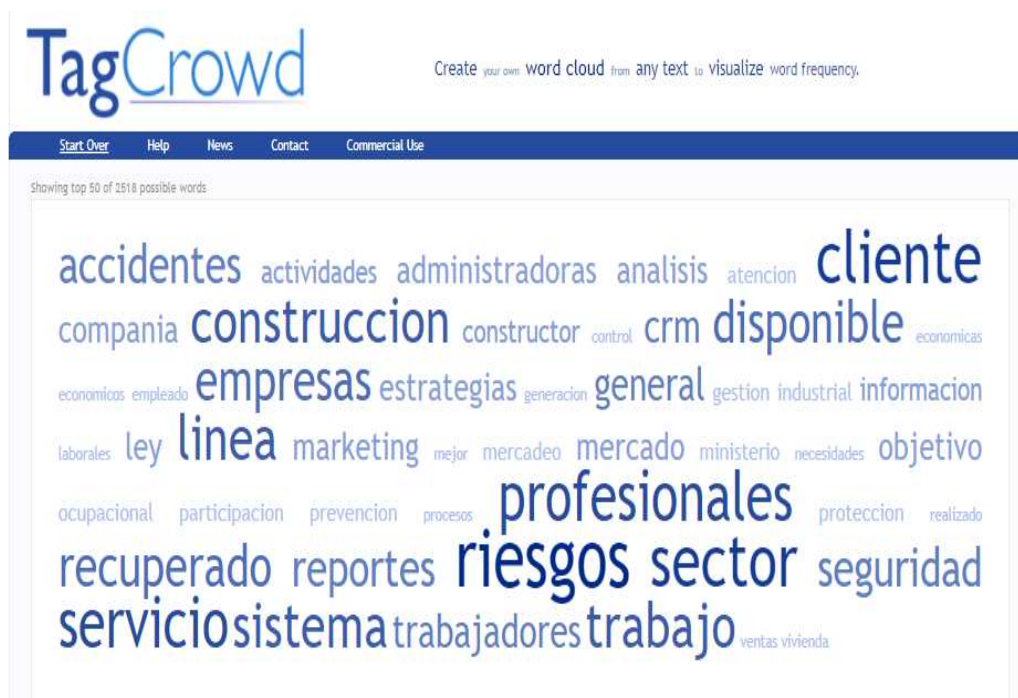 TagCrowd
Create your own word cloud from any text to visualize word frequency.
Start Over Help News Contact Commercial Use
Showing top 50 of 2518 possible words
accidentes actividades administradoras analisis atencion cliente
compania construccion constructor control crm disponible economicas
economicos empleado empresas estrategias generacion general gestion industrial informacion
laborales ley linea marketing mejor mercadeo mercado ministerio necesidades objetivo
ocupacional participacion prevencion procesos profesionales proteccion realizado
recuperado reportes riesgos sector seguridad
servicio sistema trabajadores trabajo ventas vivienda